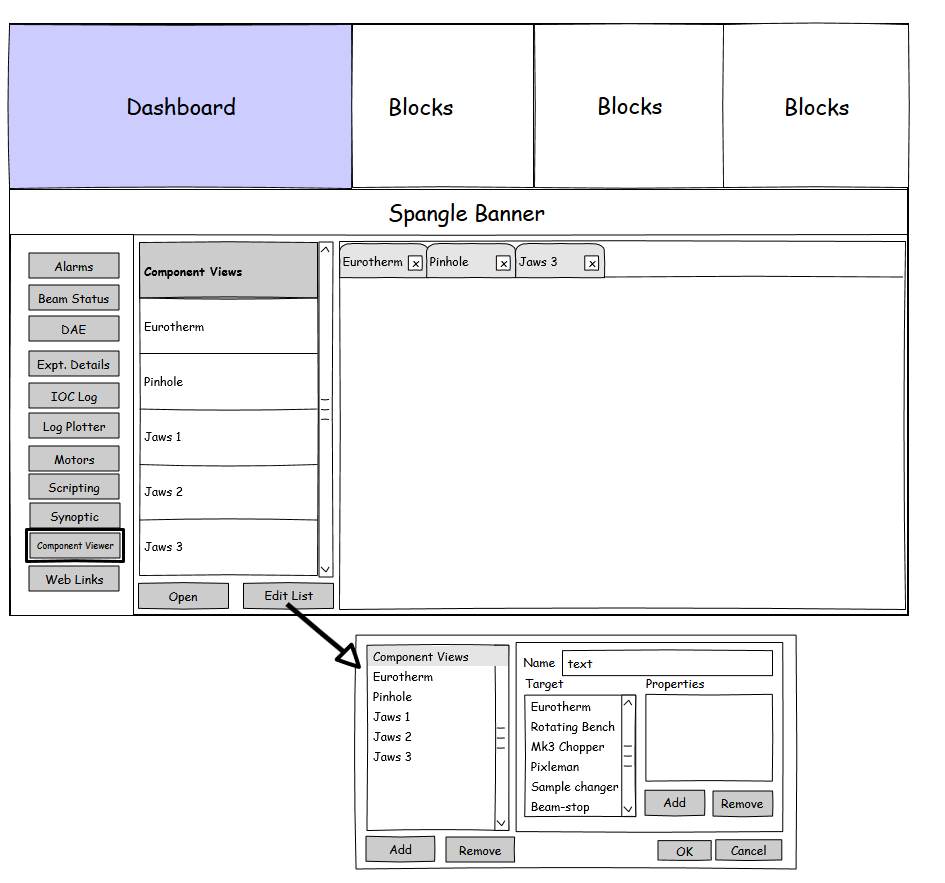 Dashboard
Blocks
Blocks
Blocks
Spangle Banner
Alarms
Beam Status
DAE
Expt. Details
IOC Log
Log Plotter
Motors
Scripting
Synoptic
Component Viewer
Web Links
Component Views
Eurotherm
Pinhole
Jaws 1
Jaws 2
Jaws 3
Open
Edit List
Eurotherm x
Pinhole x
Jaws 3 x
Component Views
Eurotherm
Pinhole
Jaws 1
Jaws 2
Jaws 3
Add
Remove
Name text
Target
Eurotherm
Rotating Bench
Mk3 Chopper
Pixleman
Sample changer
Beam-stop
Properties
Add
Remove
OK
Cancel